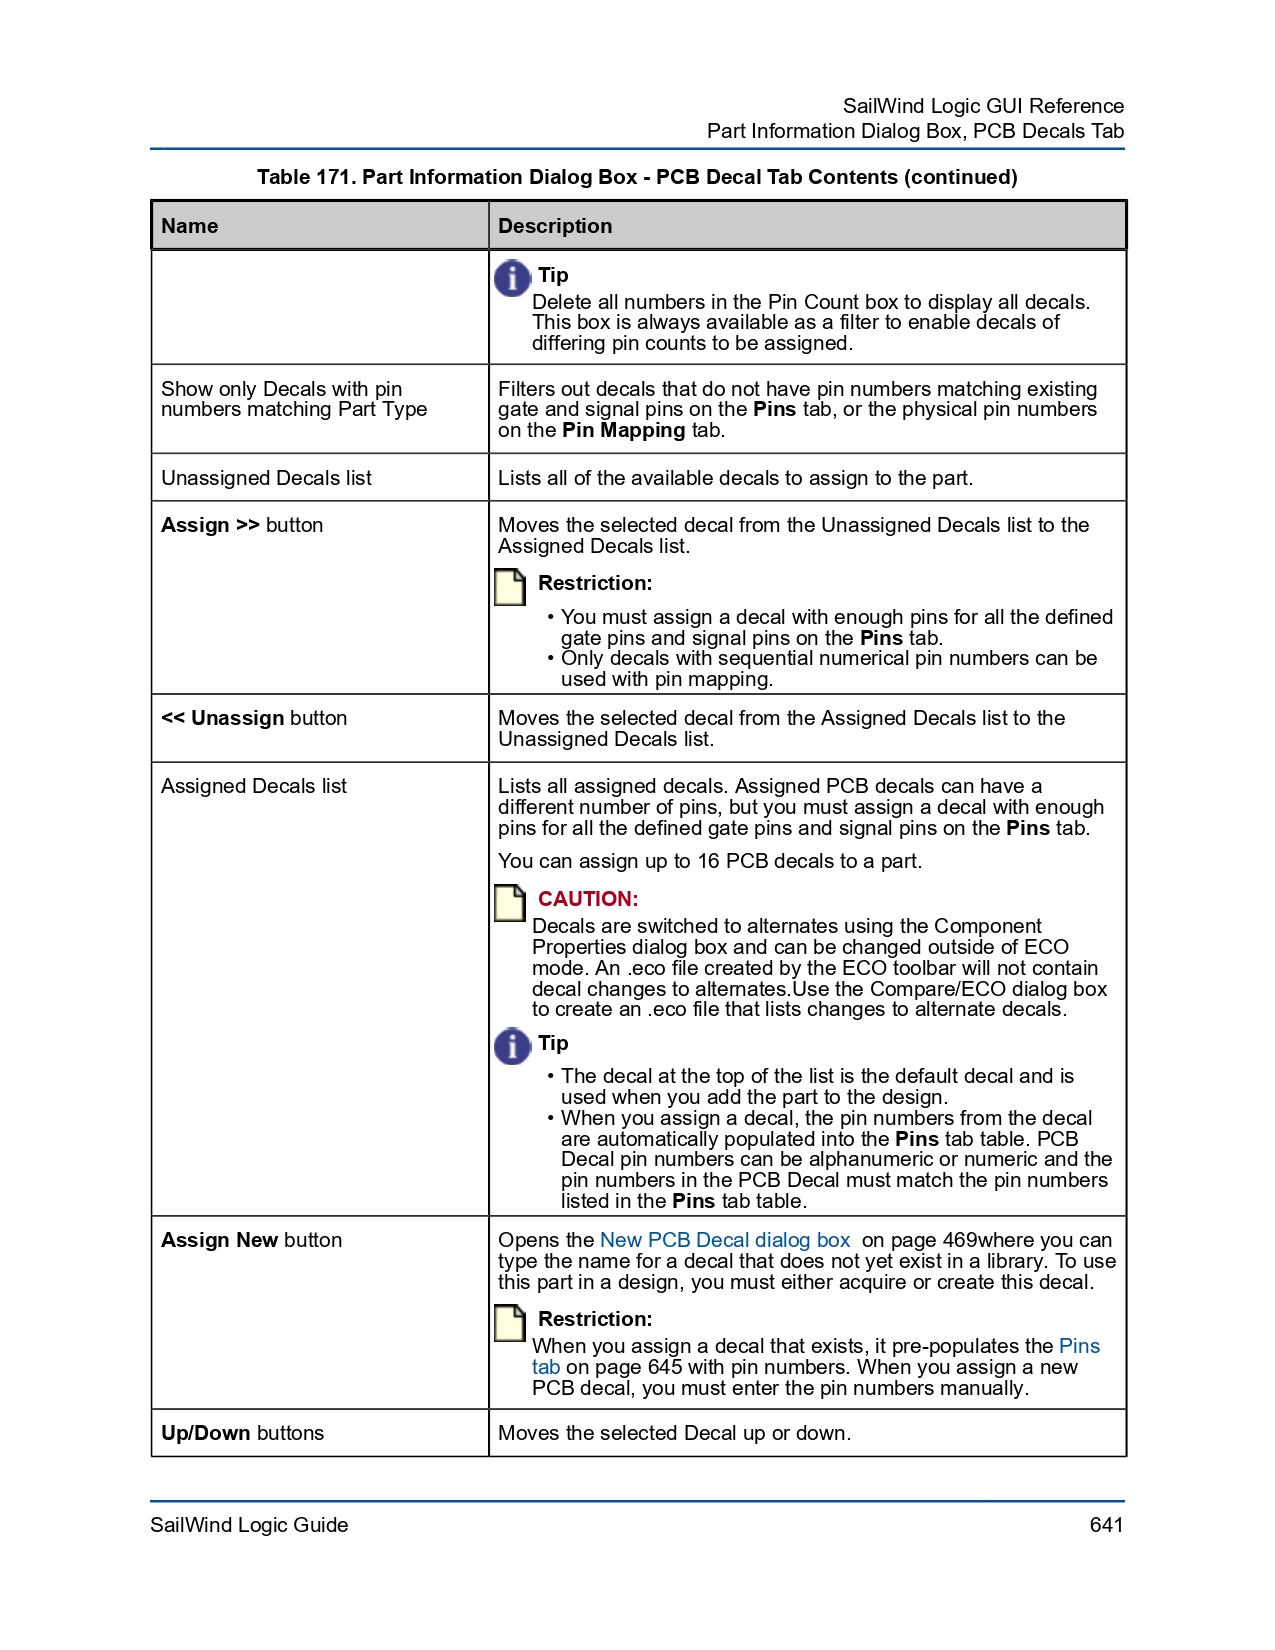 SailWind Logic GUI Reference
Part Information Dialog Box, PCB Decals Tab
Table 171. Part Information Dialog Box - PCB Decal Tab Contents (continued)
Name
Description
Tip
Delete all numbers in the Pin Count box to display all decals.
This box is always available as a filter to enable decals of
differing pin counts to be assigned.
Show only Decals with pin
numbers matching Part Type
Filters out decals that do not have pin numbers matching existing
gate and signal pins on the Pins tab, or the physical pin numbers
on the Pin Mapping tab.
Unassigned Decals list
Lists all of the available decals to assign to the part.
Assign >> button
Moves the selected decal from the Unassigned Decals list to the
Assigned Decals list.
Restriction:
• You must assign a decal with enough pins for all the defined
gate pins and signal pins on the Pins tab.
• Only decals with sequential numerical pin numbers can be
used with pin mapping.
<< Unassign button
Moves the selected decal from the Assigned Decals list to the
Unassigned Decals list.
Assigned Decals list
Lists all assigned decals. Assigned PCB decals can have a
different number of pins, but you must assign a decal with enough
pins for all the defined gate pins and signal pins on the Pins tab.
You can assign up to 16 PCB decals to a part.
CAUTION:
Decals are switched to alternates using the Component
Properties dialog box and can be changed outside of ECO
mode. An .eco file created by the ECO toolbar will not contain
decal changes to alternates.Use the Compare/ECO dialog box
to create an .eco file that lists changes to alternate decals.
Tip
• The decal at the top of the list is the default decal and is
used when you add the part to the design.
• When you assign a decal, the pin numbers from the decal
are automatically populated into the Pins tab table. PCB
Decal pin numbers can be alphanumeric or numeric and the
pin numbers in the PCB Decal must match the pin numbers
listed in the Pins tab table.
Assign New button
Opens the New PCB Decal dialog box on page 469where you can
type the name for a decal that does not yet exist in a library. To use
this part in a design, you must either acquire or create this decal.
Restriction:
When you assign a decal that exists, it pre-populates the Pins
tab on page 645 with pin numbers. When you assign a new
PCB decal, you must enter the pin numbers manually.
Up/Down buttons
Moves the selected Decal up or down.
SailWind Logic Guide
641